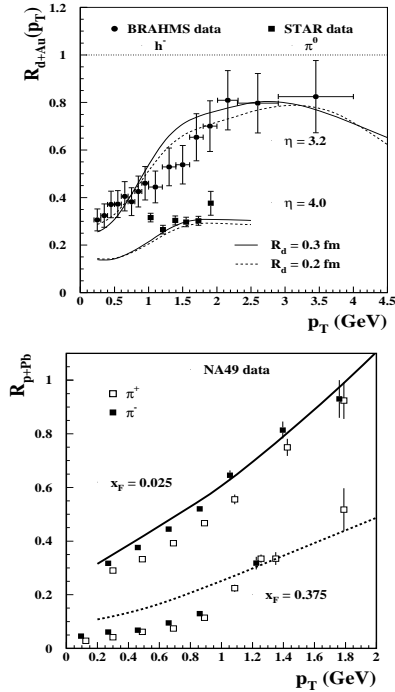 ● BRAHMS data ■ STAR data
h⁻ π⁰
R_{d+Au}(p_T)
1.2
1
0.8
0.6
0.4
0.2
0
η = 3.2
η = 4.0
R_d = 0.3 fm
R_d = 0.2 fm
0 0.5 1 1.5 2 2.5 3 3.5 4 4.5
p_T (GeV)
R_{p+Pb}
NA49 data
□ π⁺
■ π⁻
1
0.8
0.6
0.4
0.2
0
x_F = 0.025
x_F = 0.375
0 0.2 0.4 0.6 0.8 1 1.2 1.4 1.6 1.8 2
p_T (GeV)